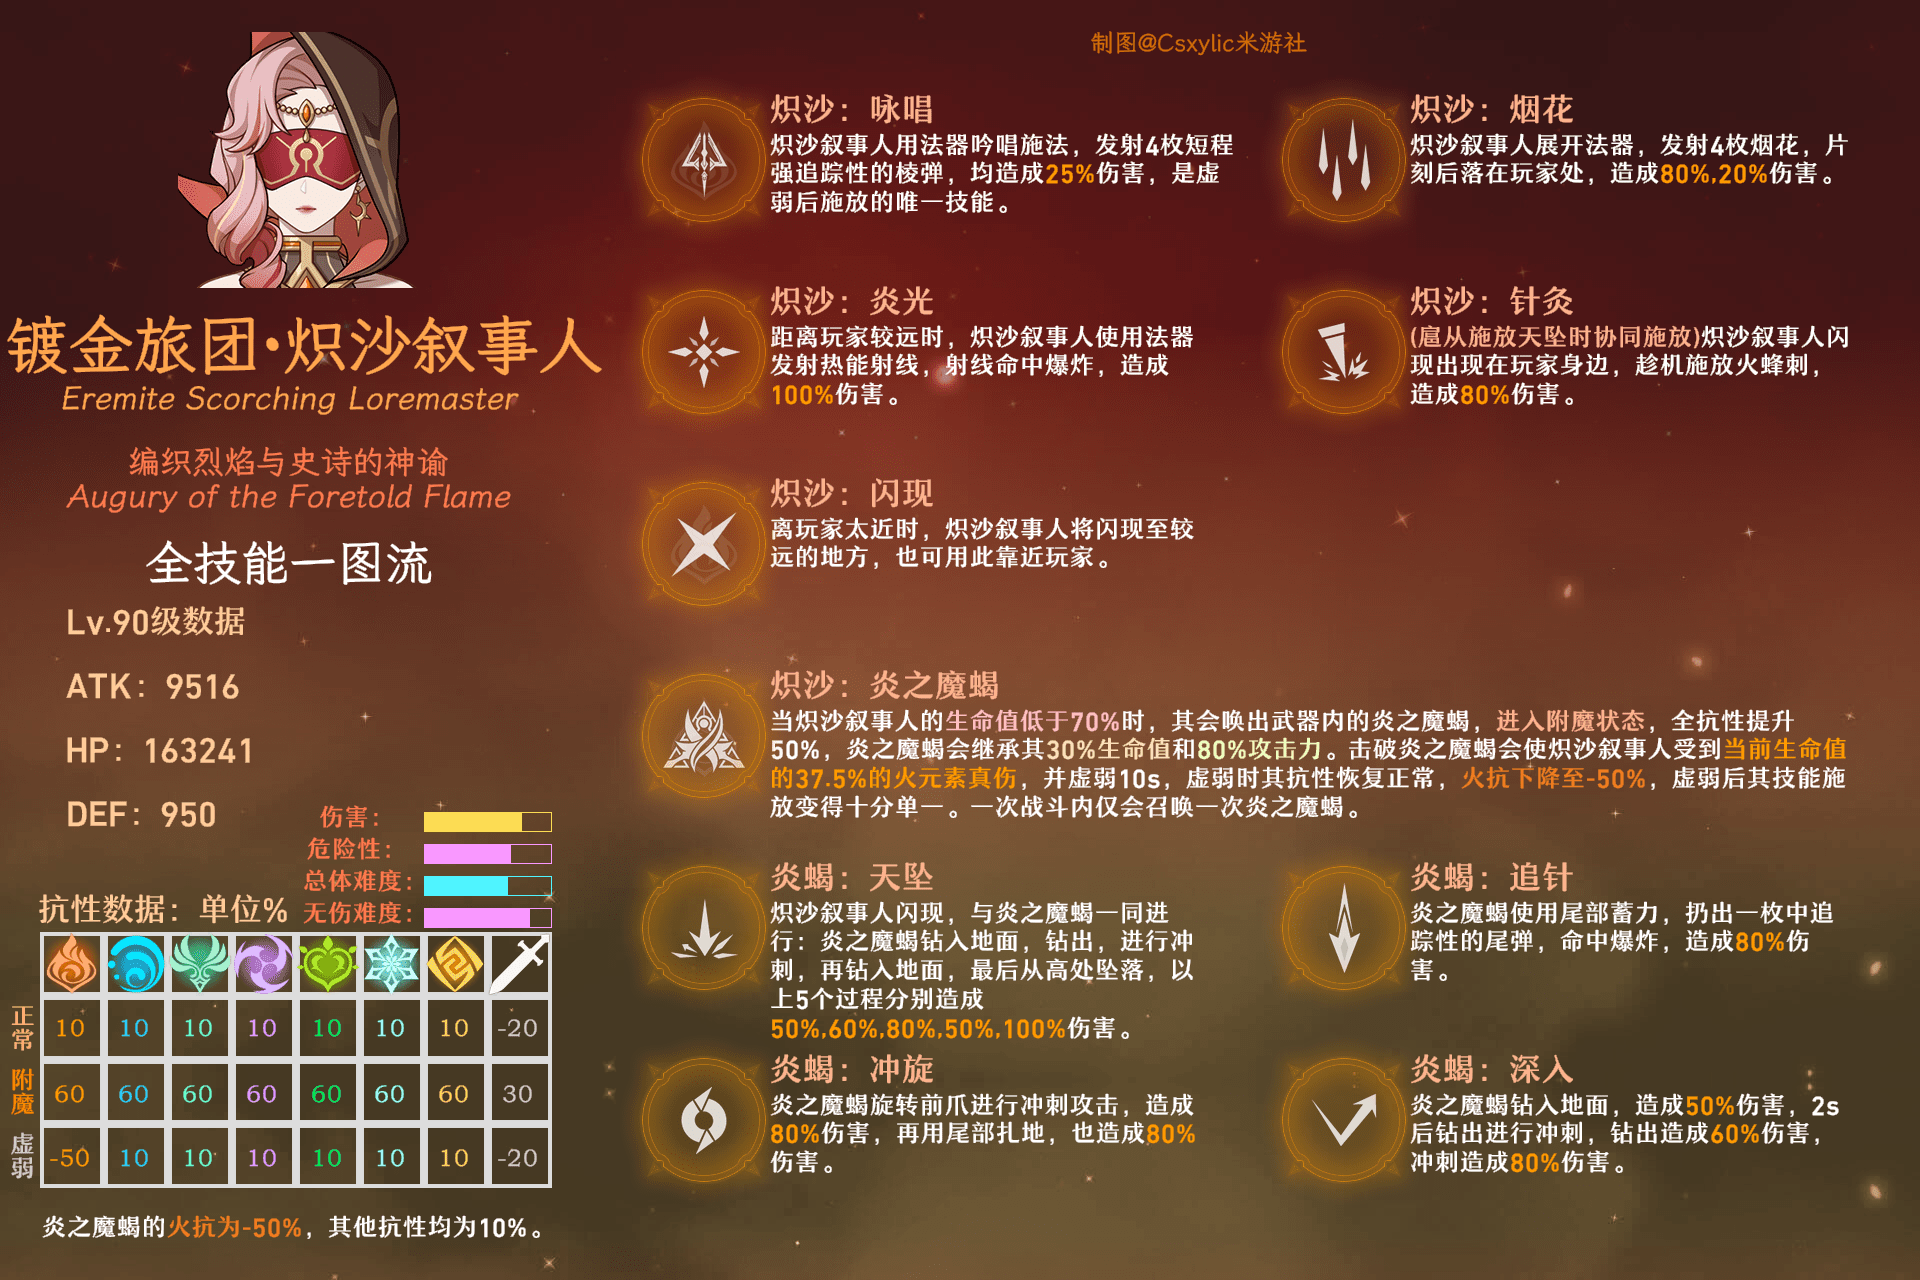 制图@Csxylic米游社
镀金旅团·炽沙叙事人
Eremite Scorching Loremaster
编织烈焰与史诗的神谕
Augury of the Foretold Flame
全技能一图流
Lv.90级数据
ATK：9516
HP：163241
DEF：950
伤害：
危险性：
总体难度：
无伤难度：
抗性数据：单位%
正常 10 10 10 10 10 10 10 -20
附魔 60 60 60 60 60 60 60 30
虚弱 -50 10 10 10 10 10 10 -20
炎之魔蝎的火抗为-50%，其他抗性均为10%。
炽沙：咏唱
炽沙叙事人用法器吟唱施法，发射4枚短程
强追踪性的棱弹，均造成25%伤害，是虚
弱后施放的唯一技能。
炽沙：烟花
炽沙叙事人展开法器，发射4枚烟花，片
刻后落在玩家处，造成80%,20%伤害。
炽沙：炎光
距离玩家较远时，炽沙叙事人使用法器
发射热能射线，射线命中爆炸，造成
100%伤害。
炽沙：针灸
(扈从施放天坠时协同施放)炽沙叙事人闪
现出现在玩家身边，趁机施放火蜂刺，
造成80%伤害。
炽沙：闪现
离玩家太近时，炽沙叙事人将闪现至较
远的地方，也可用此靠近玩家。
炽沙：炎之魔蝎
当炽沙叙事人的生命值低于70%时，其会唤出武器内的炎之魔蝎，进入附魔状态，全抗性提升
50%，炎之魔蝎会继承其30%生命值和80%攻击力。击破炎之魔蝎会使炽沙叙事人受到当前生命值
的37.5%的火元素真伤，并虚弱10s，虚弱时其抗性恢复正常，火抗下降至-50%，虚弱后其技能施
放变得十分单一。一次战斗内仅会召唤一次炎之魔蝎。
炎蝎：天坠
炽沙叙事人闪现，与炎之魔蝎一同进
行：炎之魔蝎钻入地面，钻出，进行冲
刺，再钻入地面，最后从高处坠落，以
上5个过程分别造成
50%,60%,80%,50%,100%伤害。
炎蝎：追针
炎之魔蝎使用尾部蓄力，扔出一枚中追
踪性的尾弹，命中爆炸，造成80%伤
害。
炎蝎：冲旋
炎之魔蝎旋转前爪进行冲刺攻击，造成
80%伤害，再用尾部扎地，也造成80%
伤害。
炎蝎：深入
炎之魔蝎钻入地面，造成50%伤害，2s
后钻出进行冲刺，钻出造成60%伤害，
冲刺造成80%伤害。